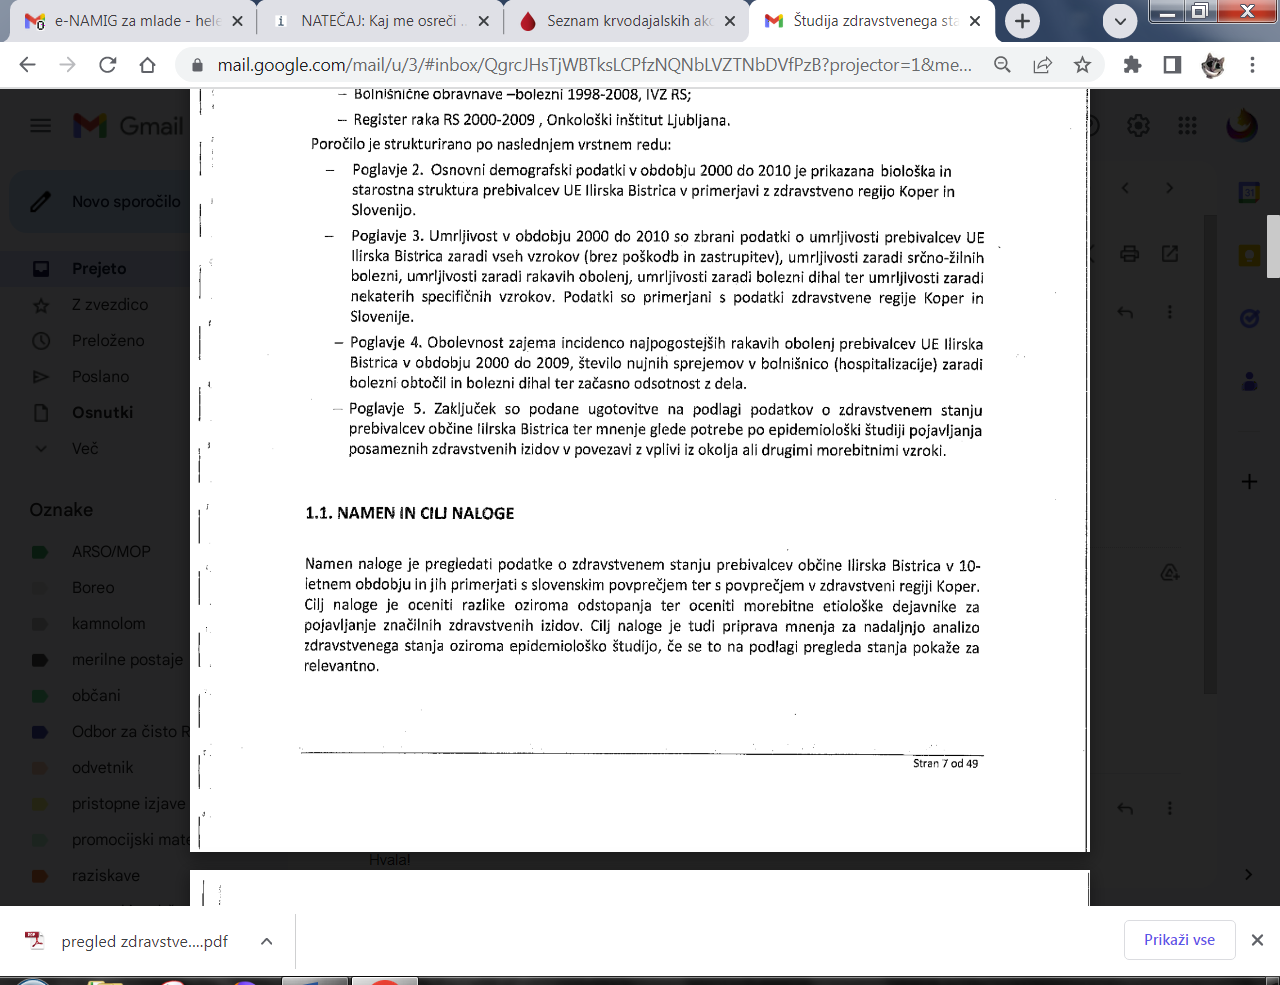 e-NAMIG za mlade - hele
NATEČAJ: Kaj me osreči ..
Seznam krvodajalskih akc
Študija zdravstvenega sta
mail.google.com/mail/u/3/#inbox/QgrcJHsTjWBTksLCPfzNQNbLVZTNbDVfPzB?projector=1&me...
Gmail
Novo sporočilo
Prejeto
Z zvezdico
Preloženo
Poslano
Osnutki
Več
Oznake
ARSO/MOP
Boreo
kamnolom
merilne postaje
občani
Odbor za čisto R
odvetnik
pristopne izjave
promocijski mate
raziskave
– Bolnišnične obravnave –bolezni 1998-2008, IVZ RS;
– Register raka RS 2000-2009 , Onkološki inštitut Ljubljana.
Poročilo je strukturirano po naslednjem vrstnem redu:
– Poglavje 2. Osnovni demografski podatki v obdobju 2000 do 2010 je prikazana biološka in
starostna struktura prebivalcev UE Ilirska Bistrica v primerjavi z zdravstveno regijo Koper in
Slovenijo.
– Poglavje 3. Umrljivost v obdobju 2000 do 2010 so zbrani podatki o umrljivosti prebivalcev UE
Ilirska Bistrica zaradi vseh vzrokov (brez poškodb in zastrupitev), umrljivosti zaradi srčno-žilnih
bolezni, umrljivosti zaradi rakavih obolenj, umrljivosti zaradi bolezni dihal ter umrljivosti zaradi
nekaterih specifičnih vzrokov. Podatki so primerjani s podatki zdravstvene regije Koper in
Slovenije.
– Poglavje 4. Obolevnost zajema incidenco najpogostejših rakavih obolenj prebivalcev UE Ilirska
Bistrica v obdobju 2000 do 2009, število nujnih sprejemov v bolnišnico (hospitalizacije) zaradi
bolezni obtočil in bolezni dihal ter začasno odsotnost z dela.
– Poglavje 5. Zaključek so podane ugotovitve na podlagi podatkov o zdravstvenem stanju
prebivalcev občine Ilirska Bistrica ter mnenje glede potrebe po epidemiološki študiji pojavljanja
posameznih zdravstvenih izidov v povezavi z vplivi iz okolja ali drugimi morebitnimi vzroki.
1.1. NAMEN IN CILJ NALOGE
Namen naloge je pregledati podatke o zdravstvenem stanju prebivalcev občine Ilirska Bistrica v 10-
letnem obdobju in jih primerjati s slovenskim povprečjem ter s povprečjem v zdravstveni regiji Koper.
Cilj naloge je oceniti razlike oziroma odstopanja ter oceniti morebitne etiološke dejavnike za
pojavljanje značilnih zdravstvenih izidov. Cilj naloge je tudi priprava mnenja za nadaljnjo analizo
zdravstvenega stanja oziroma epidemiološko študijo, če se to na podlagi pregleda stanja pokaže za
relevantno.
Stran 7 od 49
Hvala!
31
pregled zdravstve....pdf
Prikaži vse